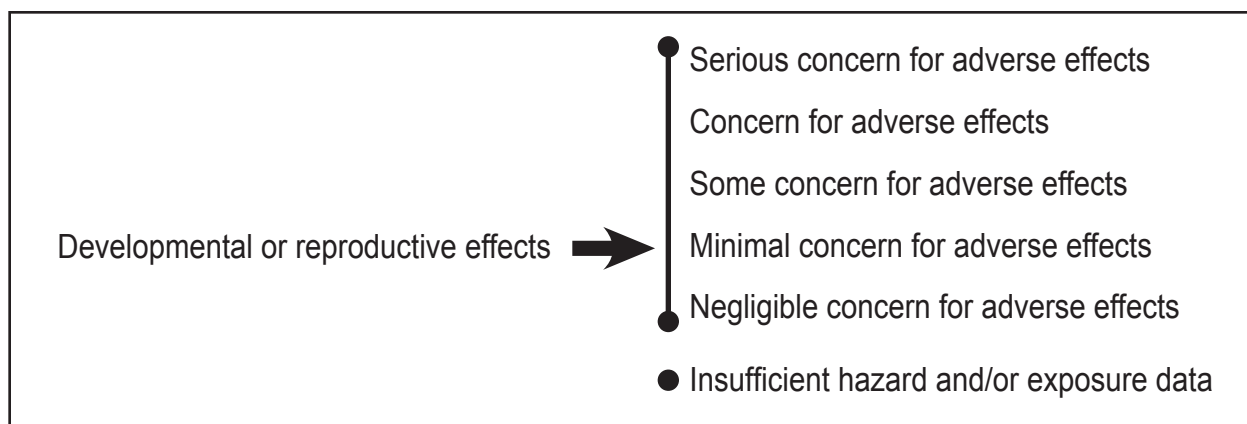 Serious concern for adverse effects
Concern for adverse effects
Some concern for adverse effects
Developmental or reproductive effects
Minimal concern for adverse effects
Negligible concern for adverse effects
Insufficient hazard and/or exposure data